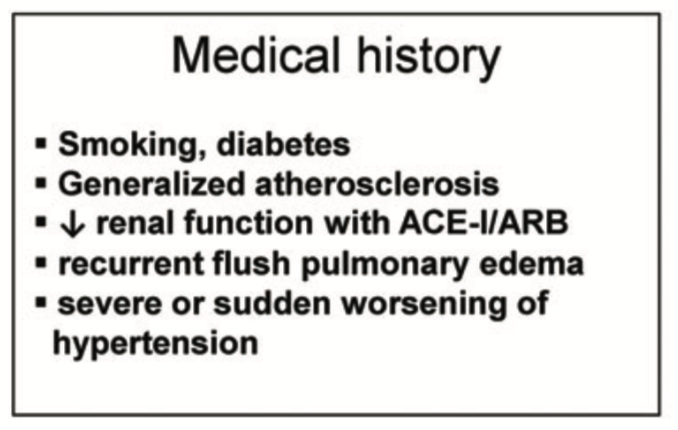 Medical history
▪ Smoking, diabetes
▪ Generalized atherosclerosis
▪ ↓ renal function with ACE-I/ARB
▪ recurrent flush pulmonary edema
▪ severe or sudden worsening of
hypertension